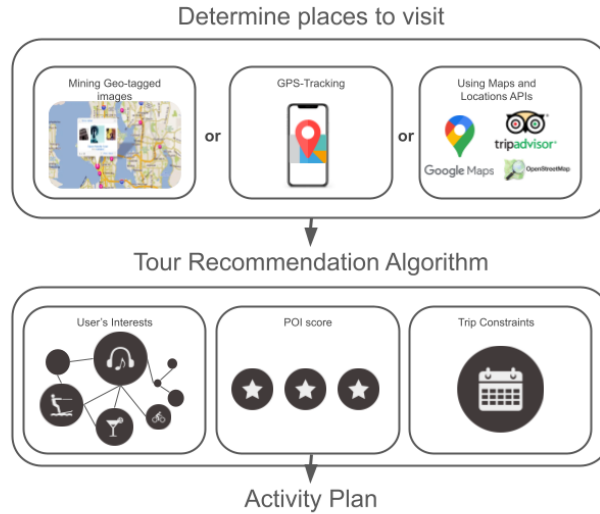 Determine places to visit
Mining Geo-tagged
images
or
GPS-Tracking
or
Using Maps and
Locations APIs
Google Maps
tripadvisor
OpenStreetMap
Tour Recommendation Algorithm
User's Interests
POI score
Trip Constraints
Activity Plan